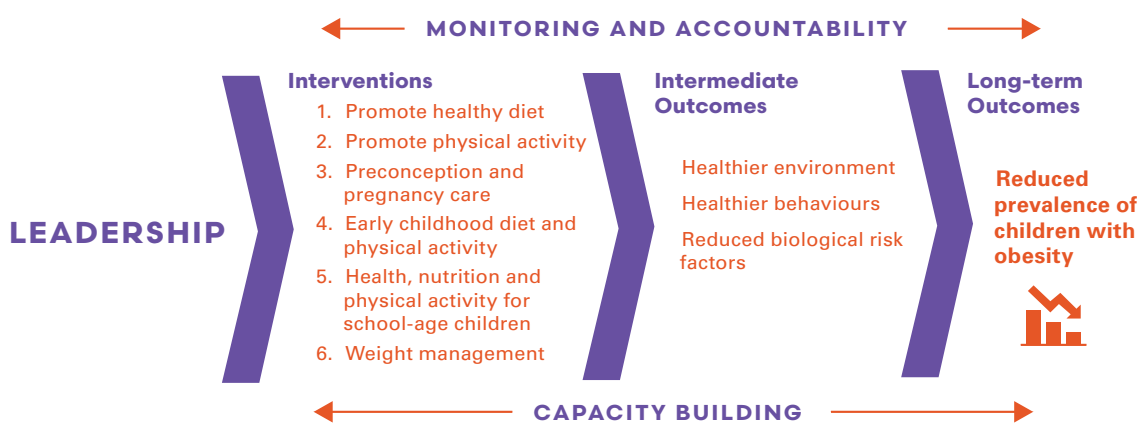 MONITORING AND ACCOUNTABILITY
LEADERSHIP
Interventions
1. Promote healthy diet
2. Promote physical activity
3. Preconception and
pregnancy care
4. Early childhood diet and
physical activity
5. Health, nutrition and
physical activity for
school-age children
6. Weight management
Intermediate
Outcomes
Healthier environment
Healthier behaviours
Reduced biological risk
factors
Long-term
Outcomes
Reduced
prevalence of
children with
obesity
CAPACITY BUILDING